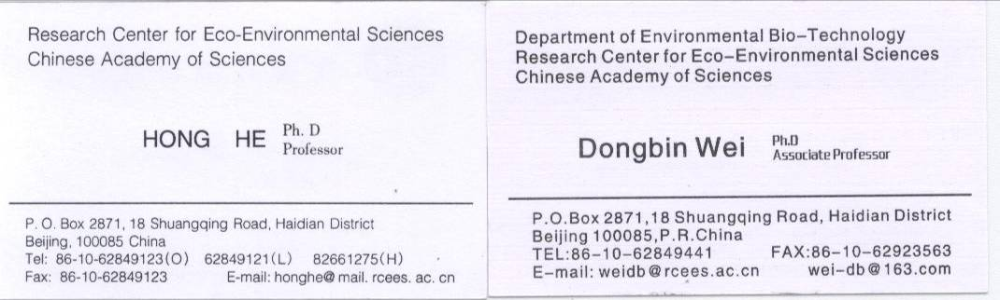 Research Center for Eco-Environmental Sciences
Chinese Academy of Sciences
HONG HE Ph. D
Professor
P. O. Box 2871, 18 Shuangqing Road, Haidian District
Beijing, 100085 China
Tel: 86-10-62849123(O) 62849121(L) 82661275(H)
Fax: 86-10-62849123 E-mail: honghe@ mail. rcees. ac. cn
Department of Environmental Bio-Technology
Research Center for Eco-Environmental Sciences
Chinese Academy of Sciences
Dongbin Wei Ph.D
Associate Professor
P.O.Box 2871,18 Shuangqing Road, Haidian District
Beijing 100085,P.R.China
TEL:86-10-62849441 FAX:86-10-62923563
E-mail: weidb@rcees.ac.cn wei-db@163.com